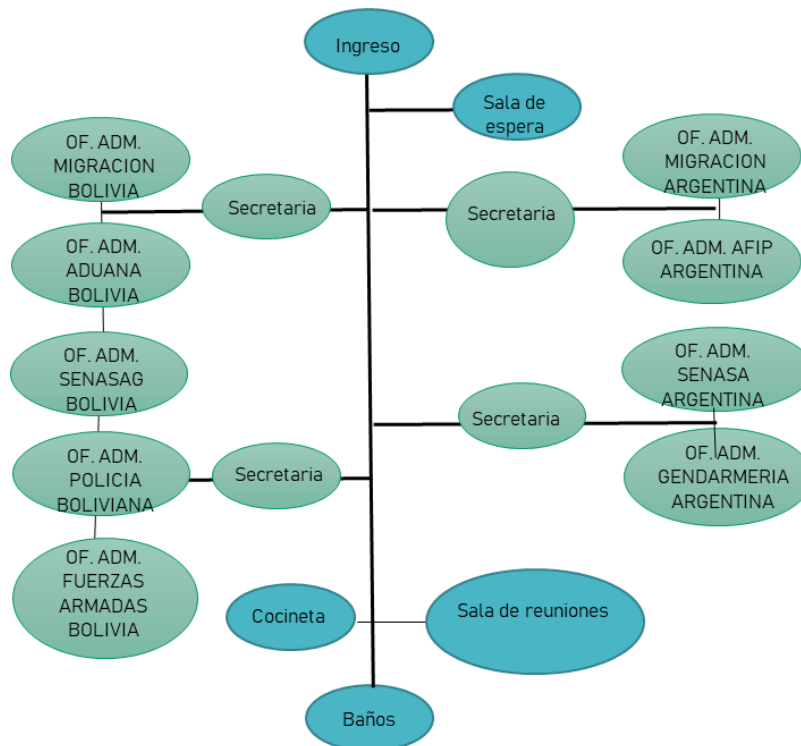 Ingreso
Sala de
espera
OF. ADM.
MIGRACION
BOLIVIA
Secretaria
Secretaria
OF. ADM.
MIGRACION
ARGENTINA
OF. ADM.
ADUANA
BOLIVIA
OF. ADM. AFIP
ARGENTINA
OF. ADM.
SENASAG
BOLIVIA
OF. ADM.
SENASA
ARGENTINA
Secretaria
OF. ADM.
POLICIA
BOLIVIANA
Secretaria
OF. ADM.
GENDARMERIA
ARGENTINA
OF. ADM.
FUERZAS
ARMADAS
BOLIVIA
Cocineta
Sala de reuniones
Baños